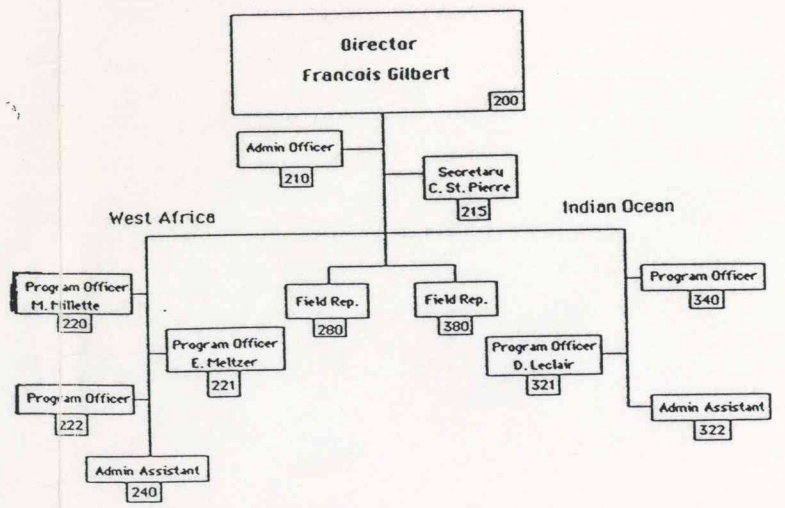 Director
Francois Gilbert
200
Admin Officer
210
Secretary
C. St. Pierre
215
West Africa
Indian Ocean
Program Officer
M. Millette
220
Field Rep.
280
Field Rep.
380
Program Officer
340
Program Officer
E. Meltzer
221
Program Officer
D. Leclair
321
Program Officer
222
Admin Assistant
322
Admin Assistant
240